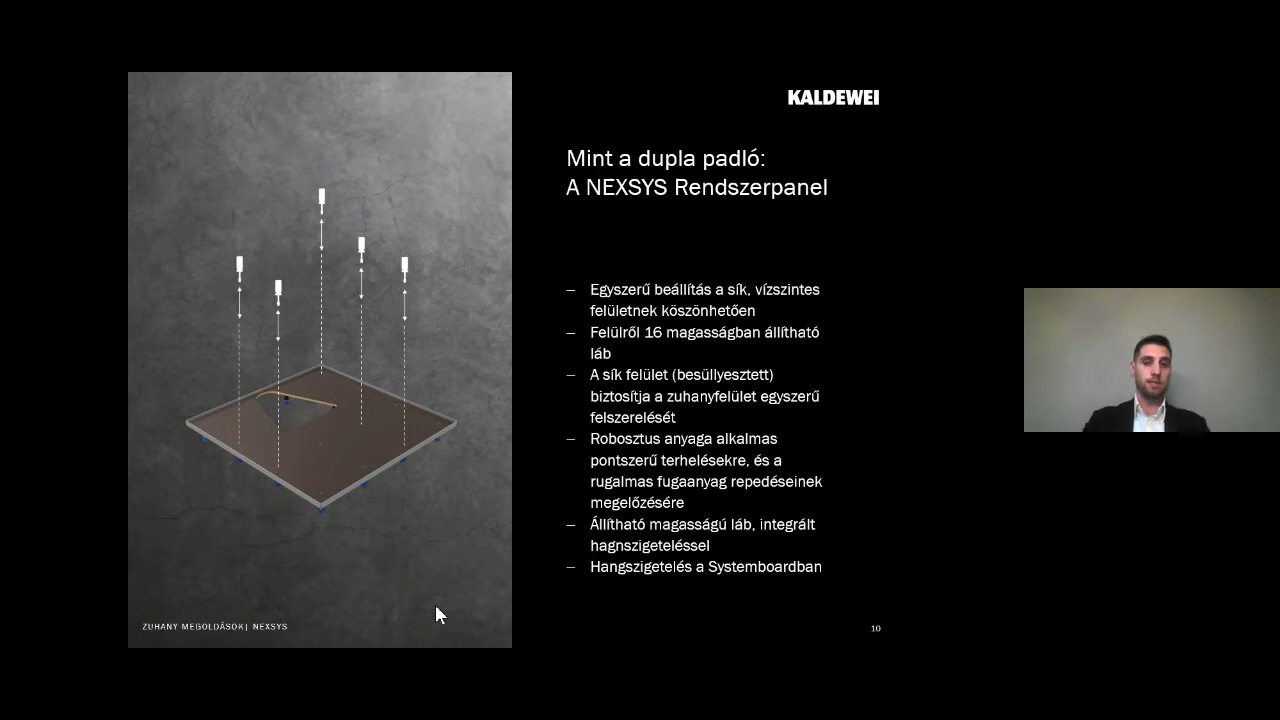 KALDEWEI
Mint a dupla padló:
A NEXSYS Rendszerpanel
– Egyszerű beállítás a sík, vízszintes
felületnek köszönhetően
– Felülről 16 magasságban állítható
láb
– A sík felület (besüllyesztett)
biztosítja a zuhanyfelület egyszerű
felszerelését
– Robosztus anyaga alkalmas
pontszerű terhelésekre, és a
rugalmas fugaanyag repedéseinek
megelőzésére
– Állítható magasságú láb, integrált
hagnszigeteléssel
– Hangszigetelés a Systemboardban
ZUHANY MEGOLDÁSOK| NEXSYS
10